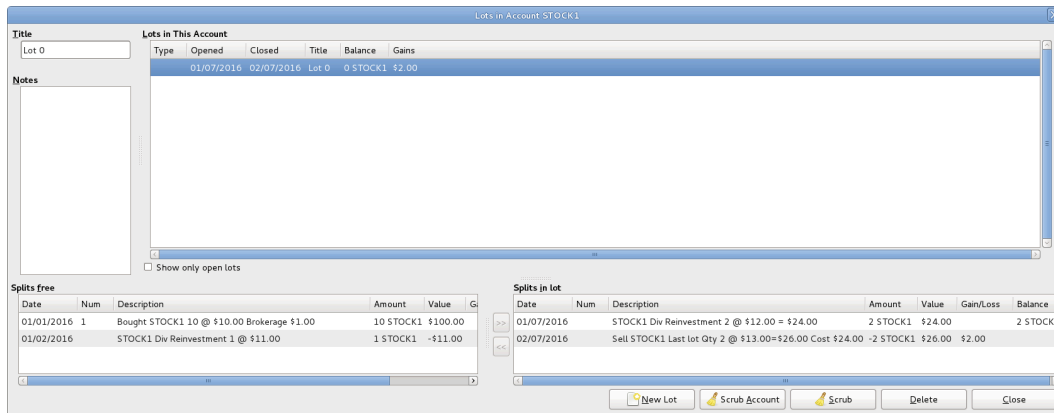 Lots in Account STOCK1
Title
Lot 0
Notes
Lots in This Account
Type Opened Closed Title Balance Gains
01/07/2016 02/07/2016 Lot 0 0 STOCK1 $2.00
Show only open lots
Splits free
Date Num Description Amount Value
01/01/2016 1 Bought STOCK1 10 @ $10.00 Brokerage $1.00 10 STOCK1 $100.00
01/02/2016 STOCK1 Div Reinvestment 1 @ $11.00 1 STOCK1 -$11.00
>>
<<
Splits in lot
Date Num Description Amount Value Gain/Loss Balance
01/07/2016 STOCK1 Div Reinvestment 2 @ $12.00 = $24.00 2 STOCK1 $24.00 2 STOCK
02/07/2016 Sell STOCK1 Last lot Qty 2 @ $13.00=$26.00 Cost $24.00 -2 STOCK1 $26.00 $2.00
New Lot Scrub Account Scrub Delete Close